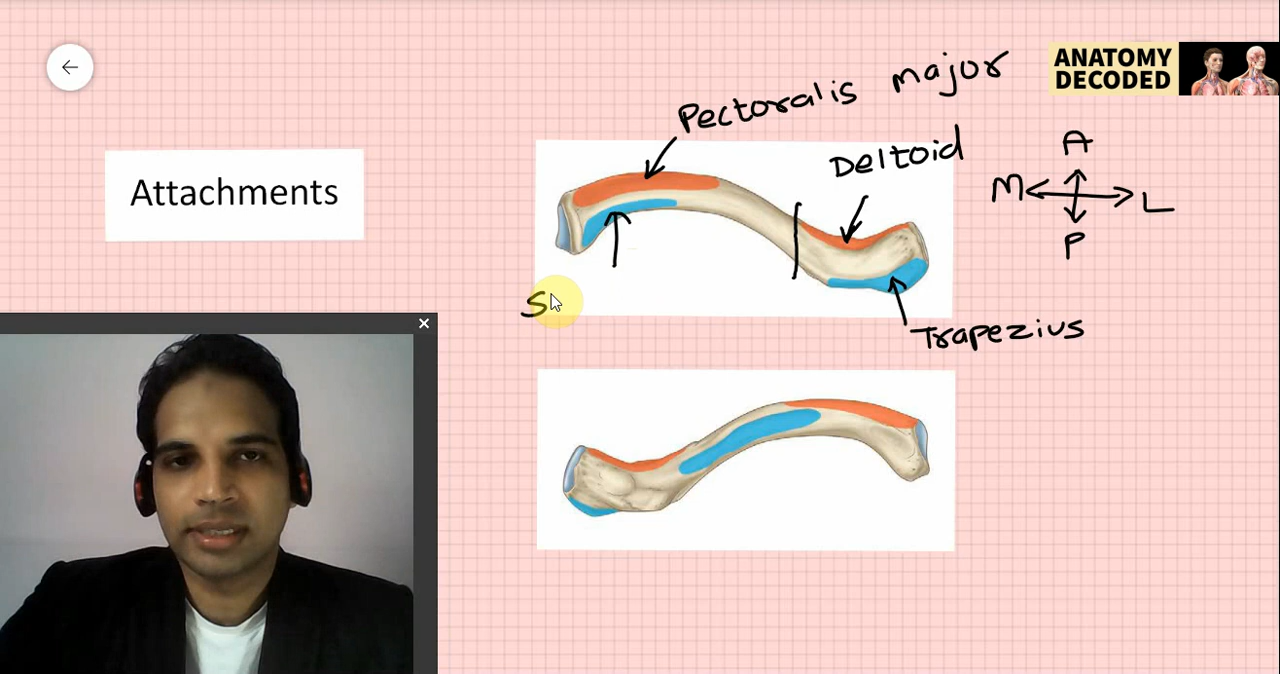 Pectoralis major
ANATOMY
DECODED
Deltoid
A
M
L
P
Attachments
S
Trapezius